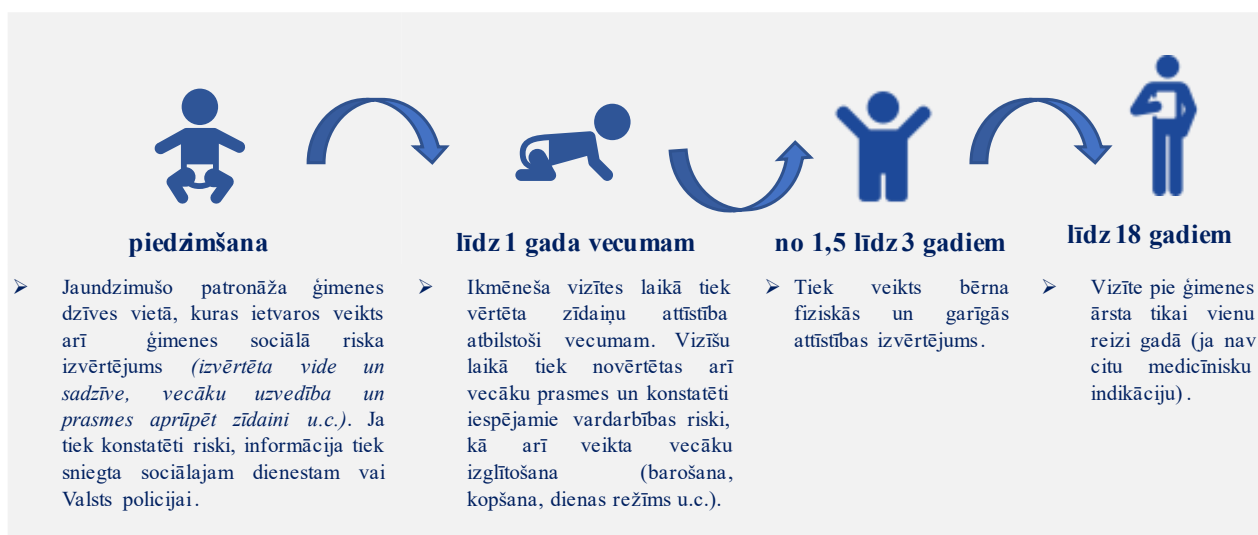 piedzimšana
➢ Jaundzimušo patronāža ģimenes
dzīves vietā, kuras ietvaros veikts
arī ģimenes sociālā riska
izvērtējums (izvērtēta vide un
sadzīve, vecāku uzvedība un
prasmes aprūpēt zīdaini u.c.). Ja
tiek konstatēti riski, informācija tiek
sniegta sociālajam dienestam vai
Valsts policijai.
līdz 1 gada vecumam
➢ Ikmēneša vizītes laikā tiek
vērtēta zīdaiņu attīstība
atbilstoši vecumam. Vizīšu
laikā tiek novērtētas arī
vecāku prasmes un konstatēti
iespējamie vardarbības riski,
kā arī veikta vecāku
izglītošana (barošana,
kopšana, dienas režīms u.c.).
no 1,5 līdz 3 gadiem
➢ Tiek veikts bērna
fiziskās un garīgās
attīstības izvērtējums.
līdz 18 gadiem
➢ Vizīte pie ģimenes
ārsta tikai vienu
reizi gadā (ja nav
citu medicīnisku
indikāciju).